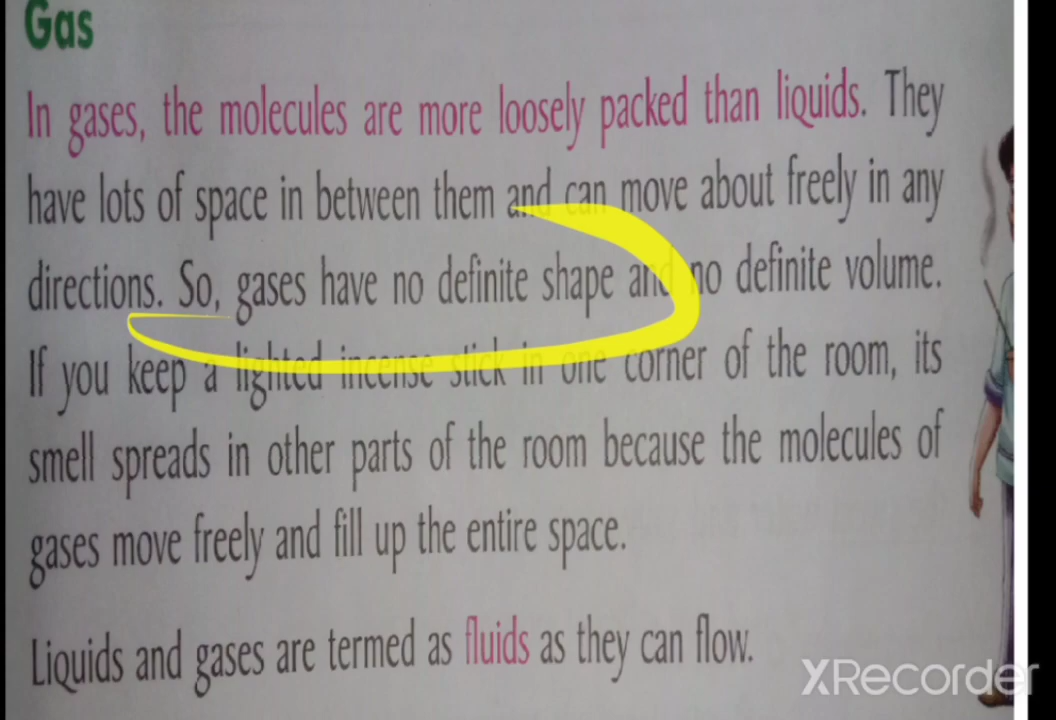 Gas
In gases, the molecules are more loosely packed than liquids. They
have lots of space in between them and can move about freely in any
directions. So, gases have no definite shape and no definite volume.
If you keep a lighted incense stick in one corner of the room, its
smell spreads in other parts of the room because the molecules of
gases move freely and fill up the entire space.
Liquids and gases are termed as fluids as they can flow.
XRecorder